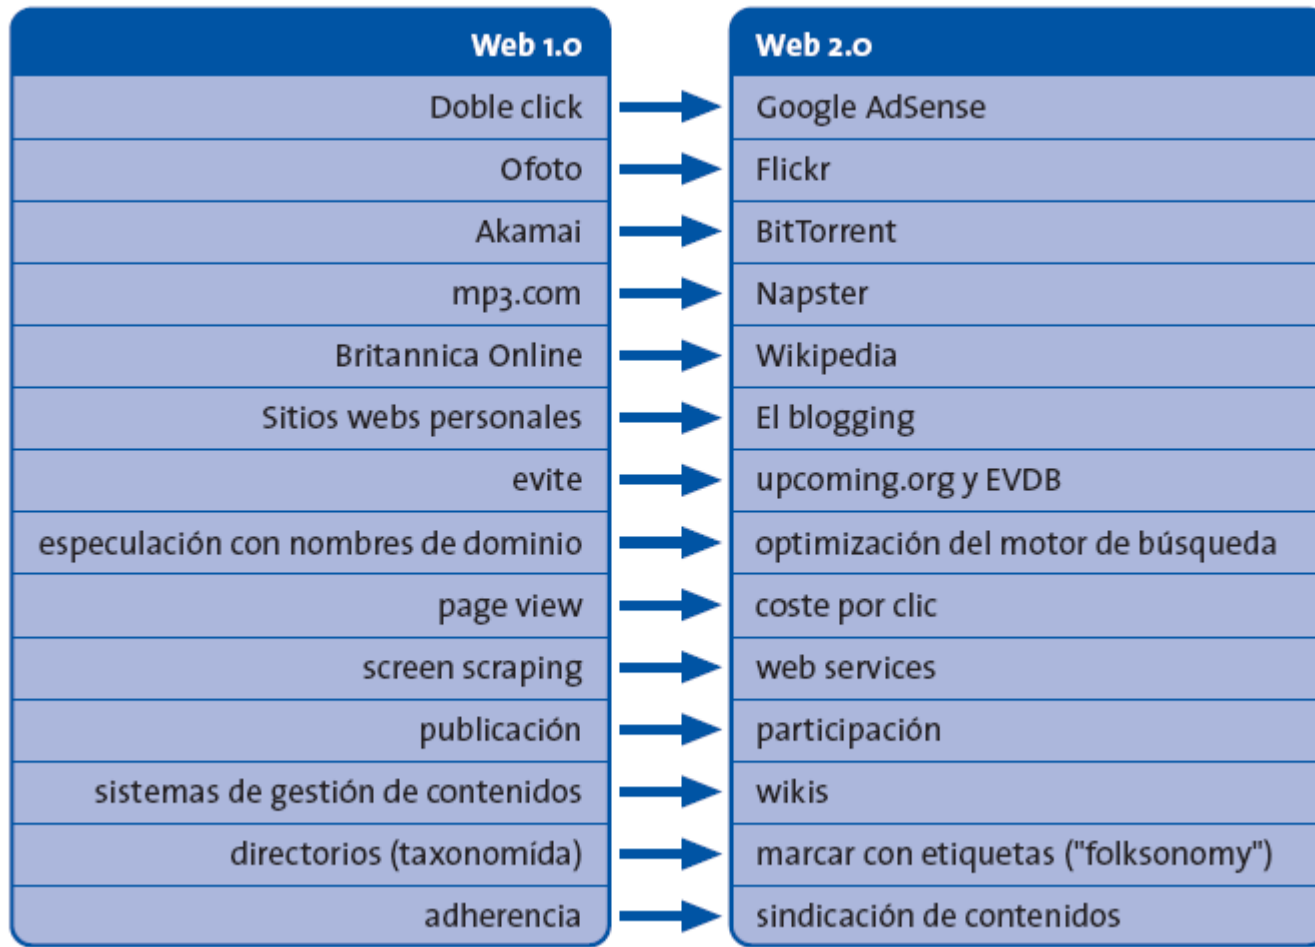 Web 1.0 Web 2.0
Doble click Google AdSense
Ofoto Flickr
Akamai BitTorrent
mp3.com Napster
Britannica Online Wikipedia
Sitios webs personales El blogging
evite upcoming.org y EVDB
especulación con nombres de dominio optimización del motor de búsqueda
page view coste por clic
screen scraping web services
publicación participación
sistemas de gestión de contenidos wikis
directorios (taxonomída) marcar con etiquetas ("folksonomy")
adherencia sindicación de contenidos